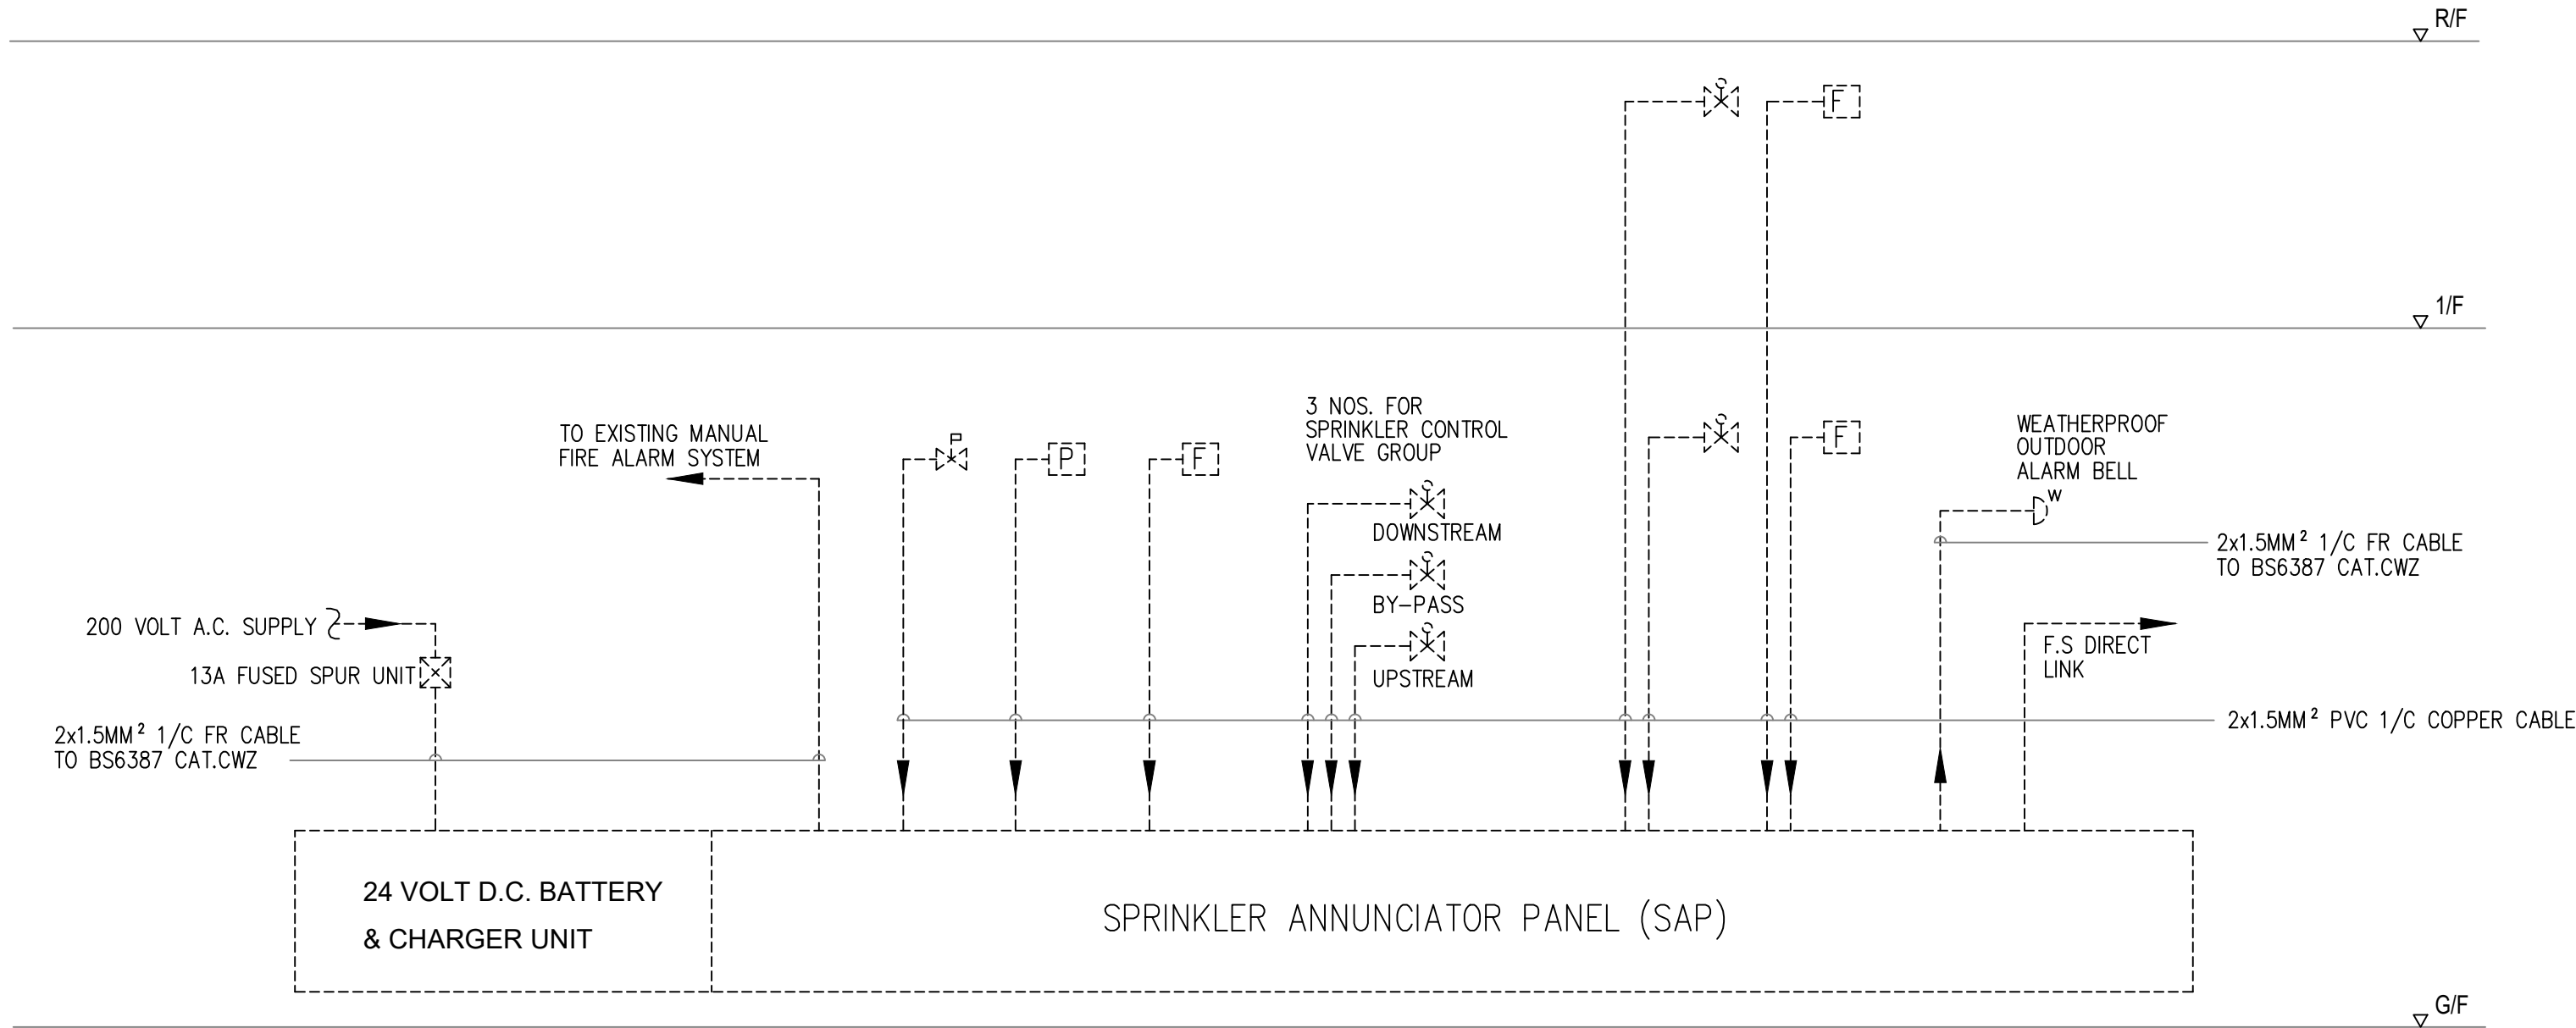 R/F
F
1/F
3 NOS. FOR
SPRINKLER CONTROL
VALVE GROUP
TO EXISTING MANUAL
FIRE ALARM SYSTEM
P
F
F
WEATHERPROOF
OUTDOOR
ALARM BELL
W
DOWNSTREAM
2x1.5MM² 1/C FR CABLE
TO BS6387 CAT.CWZ
BY-PASS
200 VOLT A.C. SUPPLY
F.S DIRECT
LINK
13A FUSED SPUR UNIT
UPSTREAM
2x1.5MM² PVC 1/C COPPER CABLE
2x1.5MM² 1/C FR CABLE
TO BS6387 CAT.CWZ
24 VOLT D.C. BATTERY
& CHARGER UNIT
SPRINKLER ANNUNCIATOR PANEL (SAP)
G/F